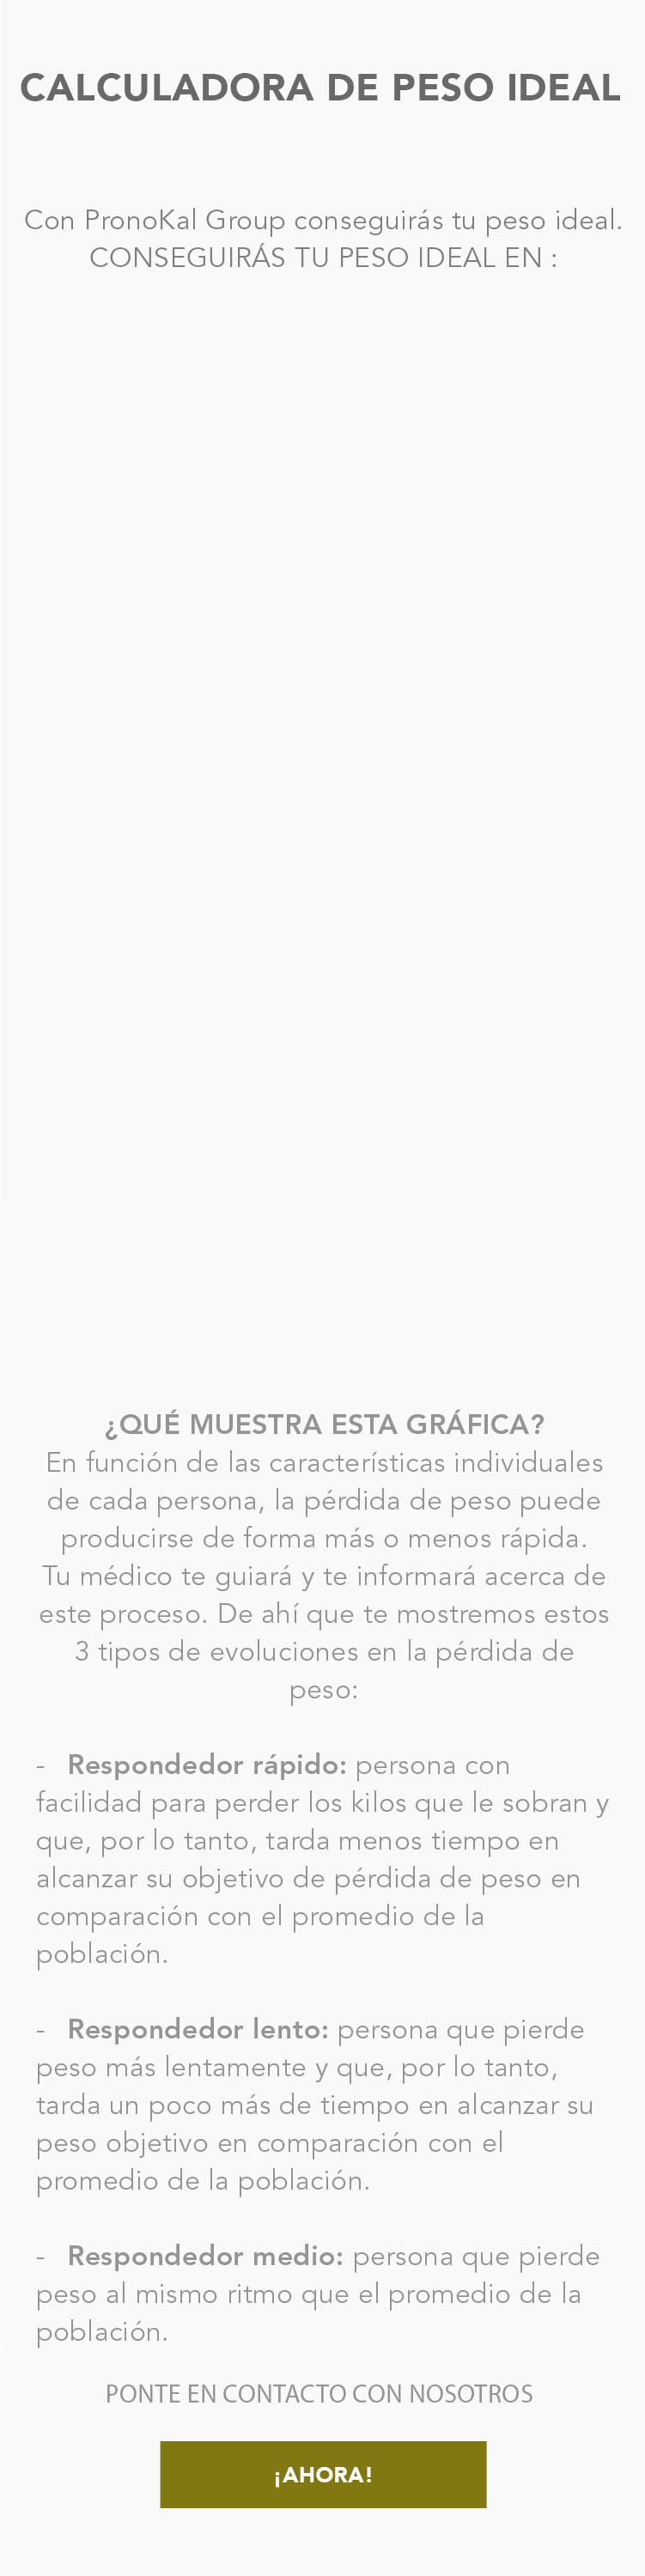 CALCULADORA DE PESO IDEAL
Con PronoKal Group conseguirás tu peso ideal.
CONSEGUIRÁS TU PESO IDEAL EN :
¿QUÉ MUESTRA ESTA GRÁFICA?
En función de las características individuales
de cada persona, la pérdida de peso puede
producirse de forma más o menos rápida.
Tu médico te guiará y te informará acerca de
este proceso. De ahí que te mostremos estos
3 tipos de evoluciones en la pérdida de
peso:
- Respondedor rápido: persona con
facilidad para perder los kilos que le sobran y
que, por lo tanto, tarda menos tiempo en
alcanzar su objetivo de pérdida de peso en
comparación con el promedio de la
población.
- Respondedor lento: persona que pierde
peso más lentamente y que, por lo tanto,
tarda un poco más de tiempo en alcanzar su
peso objetivo en comparación con el
promedio de la población.
- Respondedor medio: persona que pierde
peso al mismo ritmo que el promedio de la
población.
PONTE EN CONTACTO CON NOSOTROS
¡AHORA!